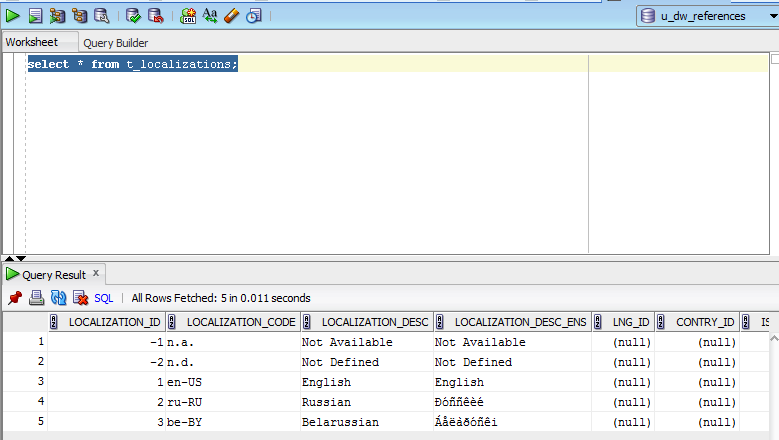 u_dw_references
Worksheet Query Builder
select * from t_localizations;
Query Result x
SQL | All Rows Fetched: 5 in 0.011 seconds
LOCALIZATION_ID LOCALIZATION_CODE LOCALIZATION_DESC LOCALIZATION_DESC_ENS LNG_ID CONTRY_ID IS
1 -1 n.a. Not Available Not Available (null) (null)
2 -2 n.d. Not Defined Not Defined (null) (null)
3 1 en-US English English (null) (null)
4 2 ru-RU Russian Ðóññêèé (null) (null)
5 3 be-BY Belarussian Áåëàðóñêi (null) (null)